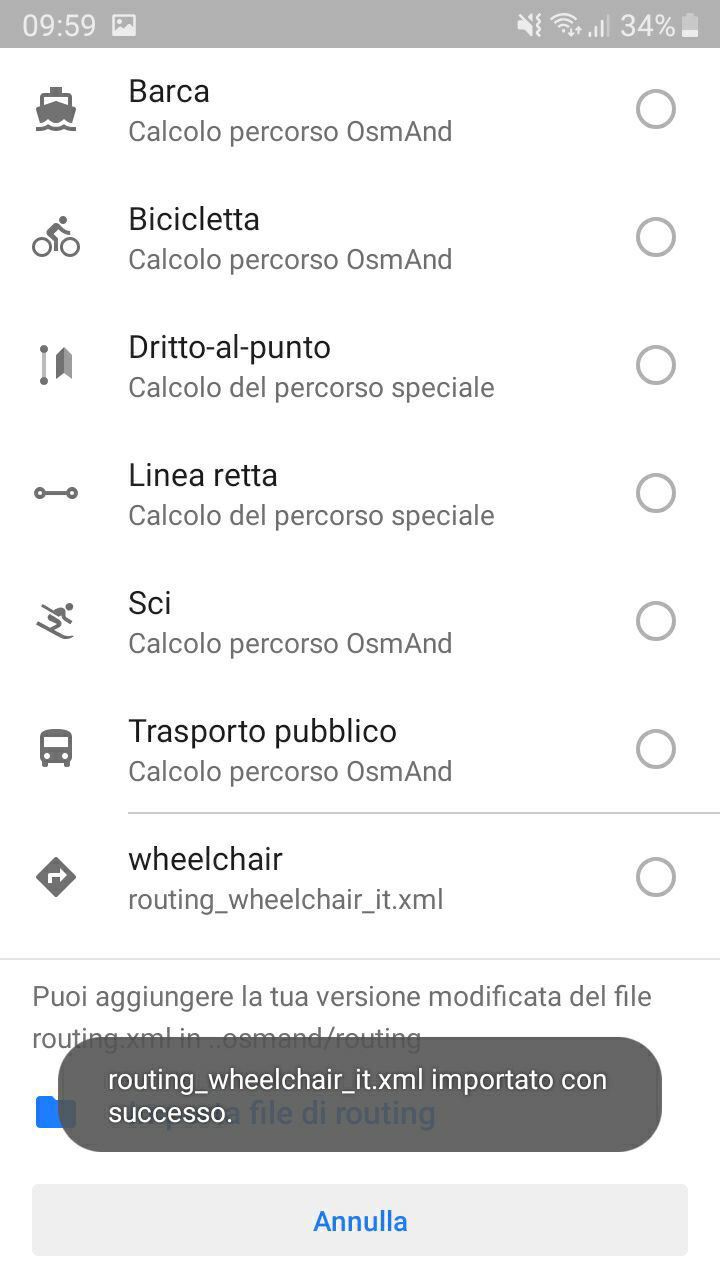 09:59
34%
Barca
Calcolo percorso OsmAnd
Bicicletta
Calcolo percorso OsmAnd
Dritto-al-punto
Calcolo del percorso speciale
Linea retta
Calcolo del percorso speciale
Sci
Calcolo percorso OsmAnd
Trasporto pubblico
Calcolo percorso OsmAnd
wheelchair
routing_wheelchair_it.xml
Puoi aggiungere la tua versione modificata del file
routing.xml in ..osmand/routing
routing_wheelchair_it.xml importato con
successo.
file di routing
Annulla